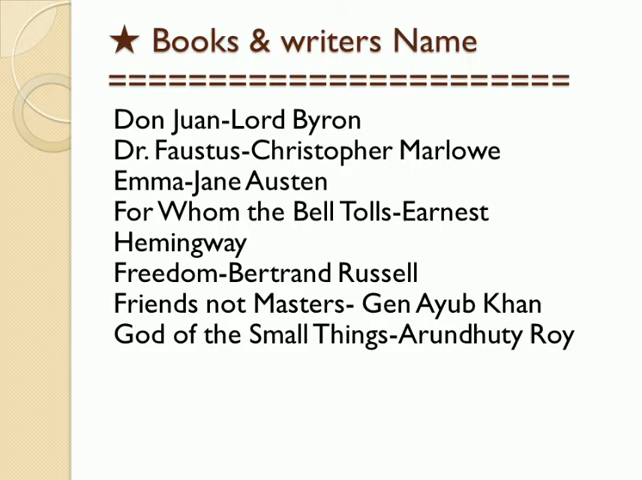 ★ Books & writers Name
=======================
Don Juan-Lord Byron
Dr. Faustus-Christopher Marlowe
Emma-Jane Austen
For Whom the Bell Tolls-Earnest
Hemingway
Freedom-Bertrand Russell
Friends not Masters- Gen Ayub Khan
God of the Small Things-Arundhuty Roy